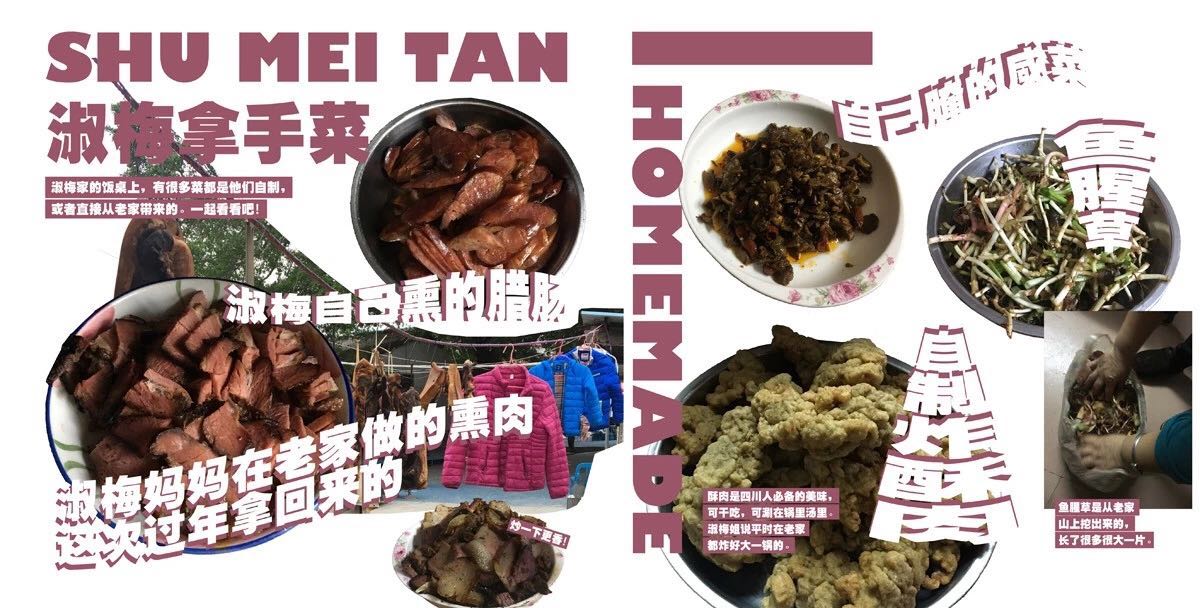 SHU MEI TAN
淑梅拿手菜
淑梅家的饭桌上，有很多菜都是他们自制，
或者直接从老家带来的。一起看看吧！
淑梅自己熏的腊肠
淑梅妈妈在老家做的熏肉
这次过年拿回来的
炒一下更香！
HOMEMADE
自己腌的咸菜
鱼腥草
自制炸酥肉
酥肉是四川人必备的美味，
可干吃，可涮在锅里汤里。
淑梅姐说平时在老家
都炸好大一锅的。
鱼腥草是从老家
山上挖出来的，
长了很多很大一片。